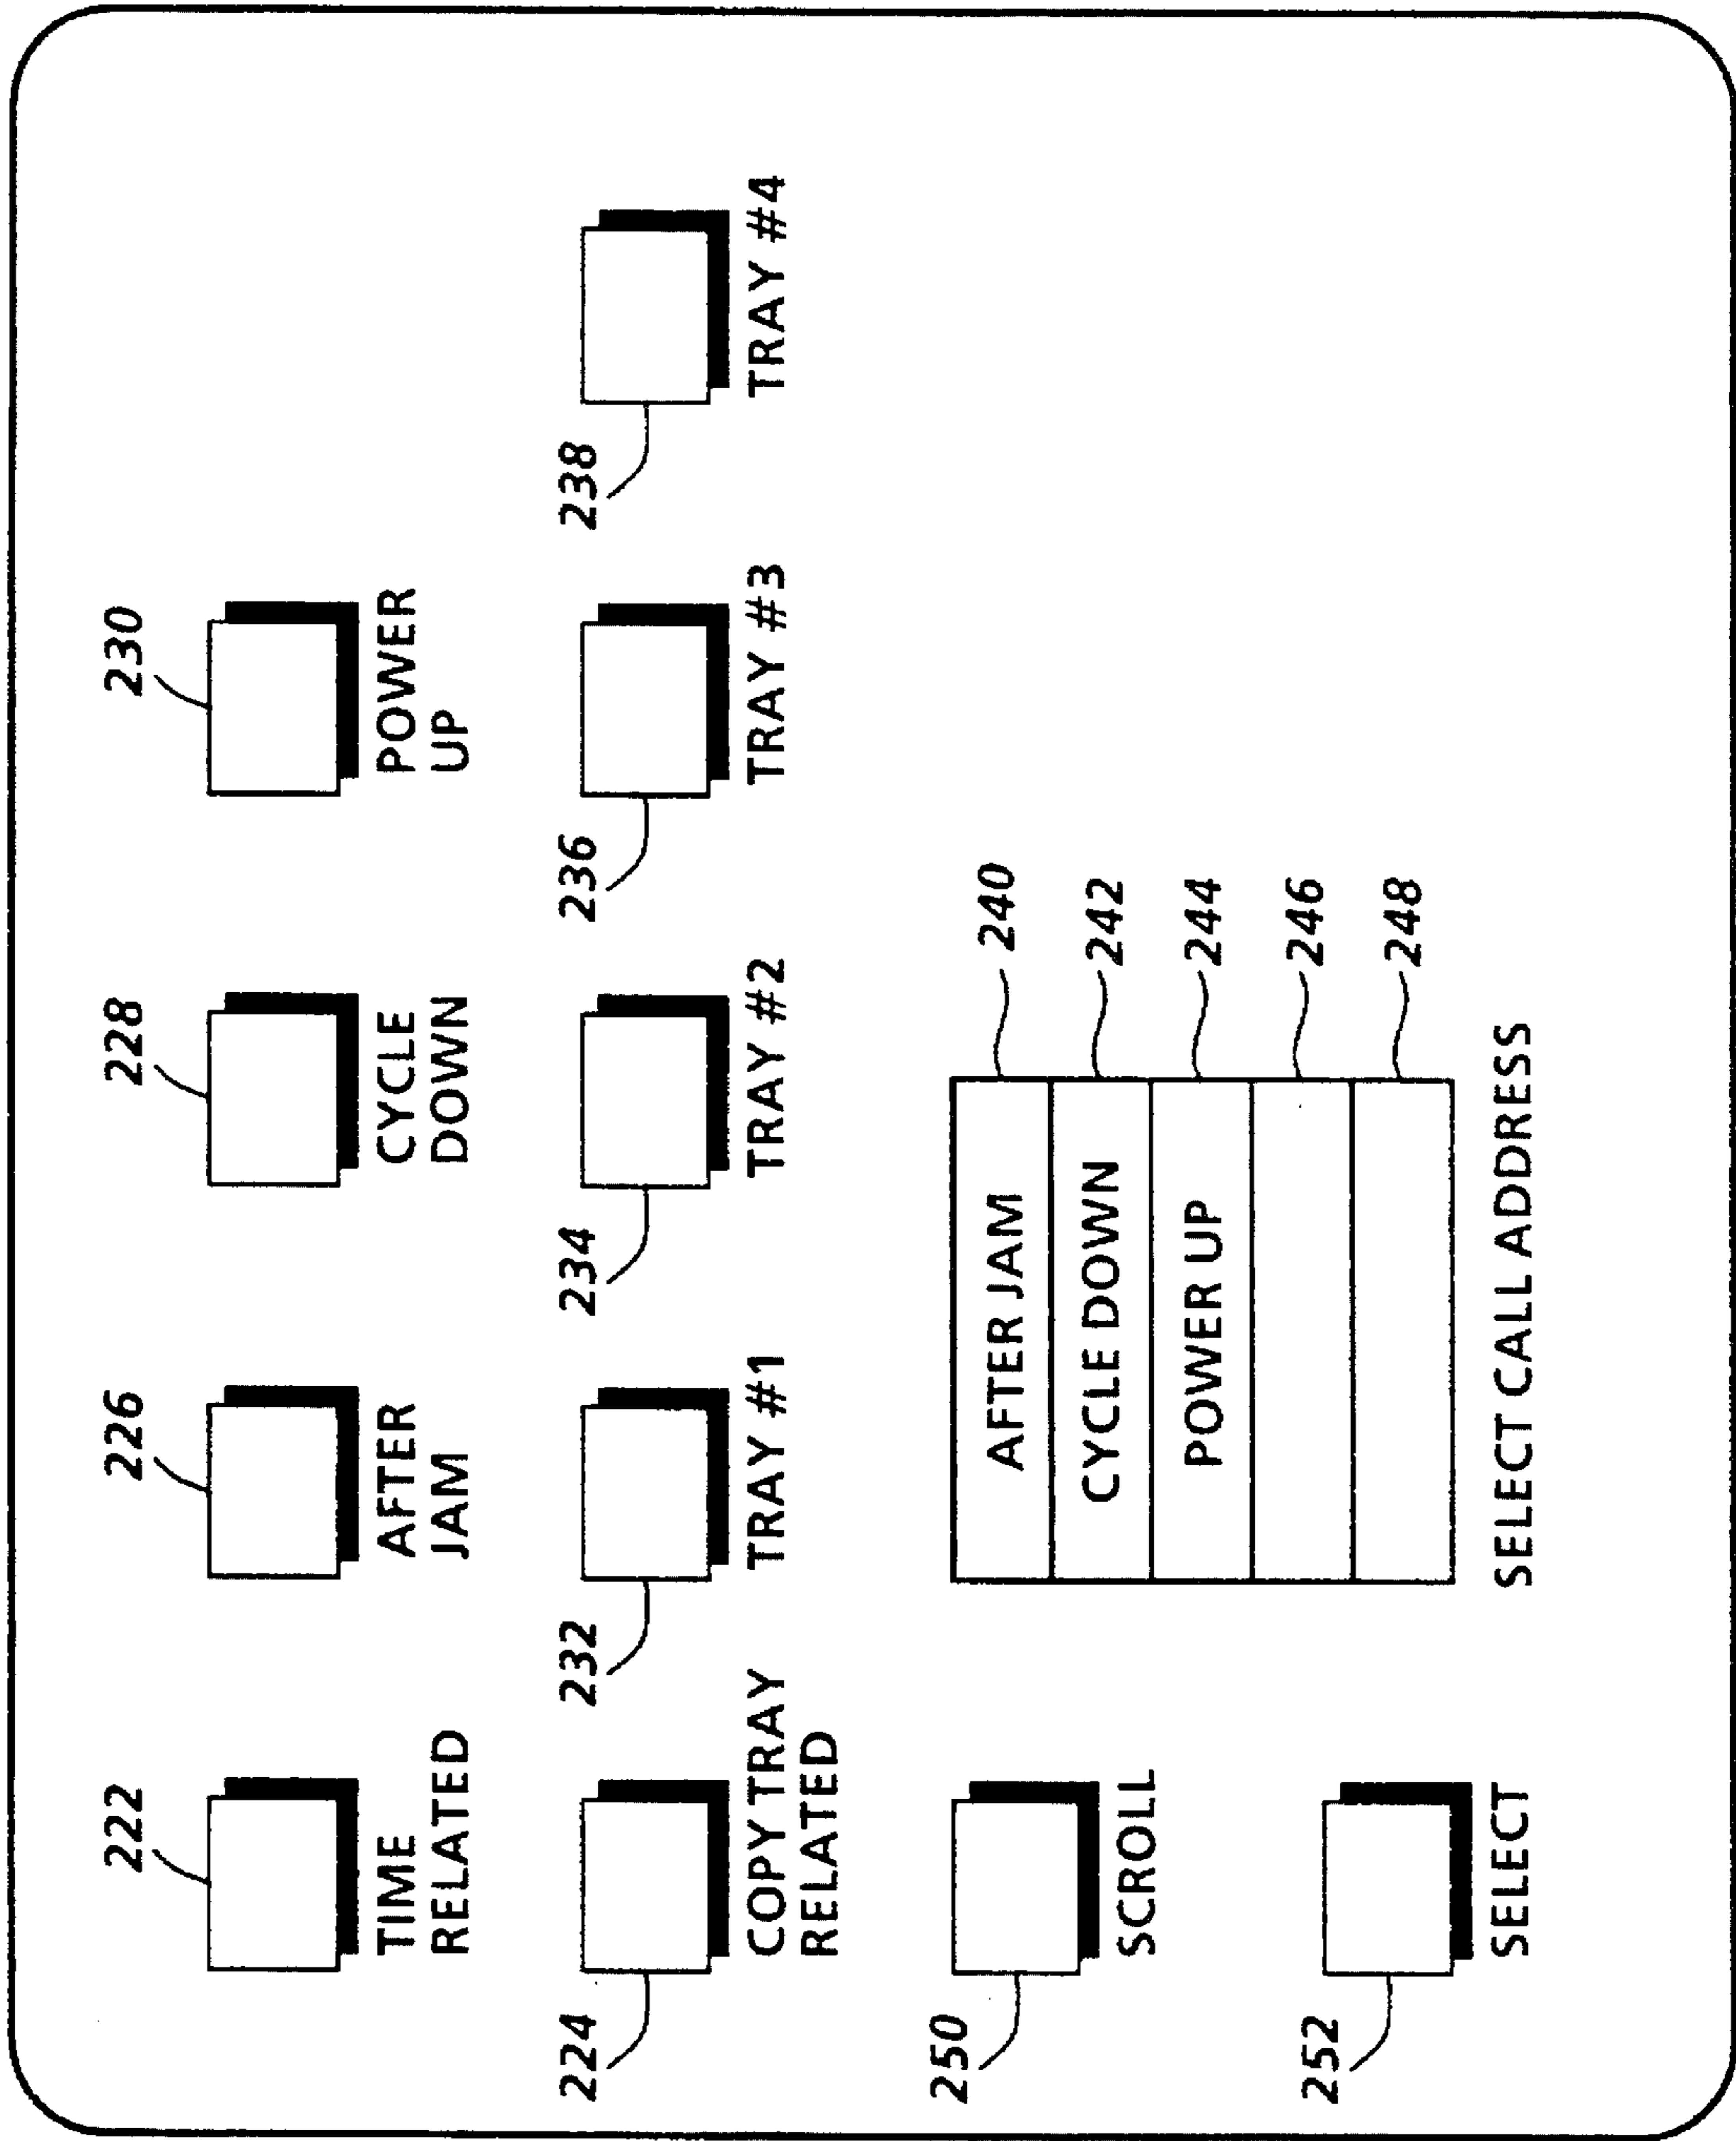 222
226
228
230
TIME
RELATED
AFTER
JAM
CYCLE
DOWN
POWER
UP
224
232
234
236
238
COPY TRAY
RELATED
TRAY #1
TRAY #2
TRAY #3
TRAY #4
250
SCROLL
252
SELECT
AFTER JAM
240
CYCLE DOWN
242
POWER UP
244
246
248
SELECT CALL ADDRESS